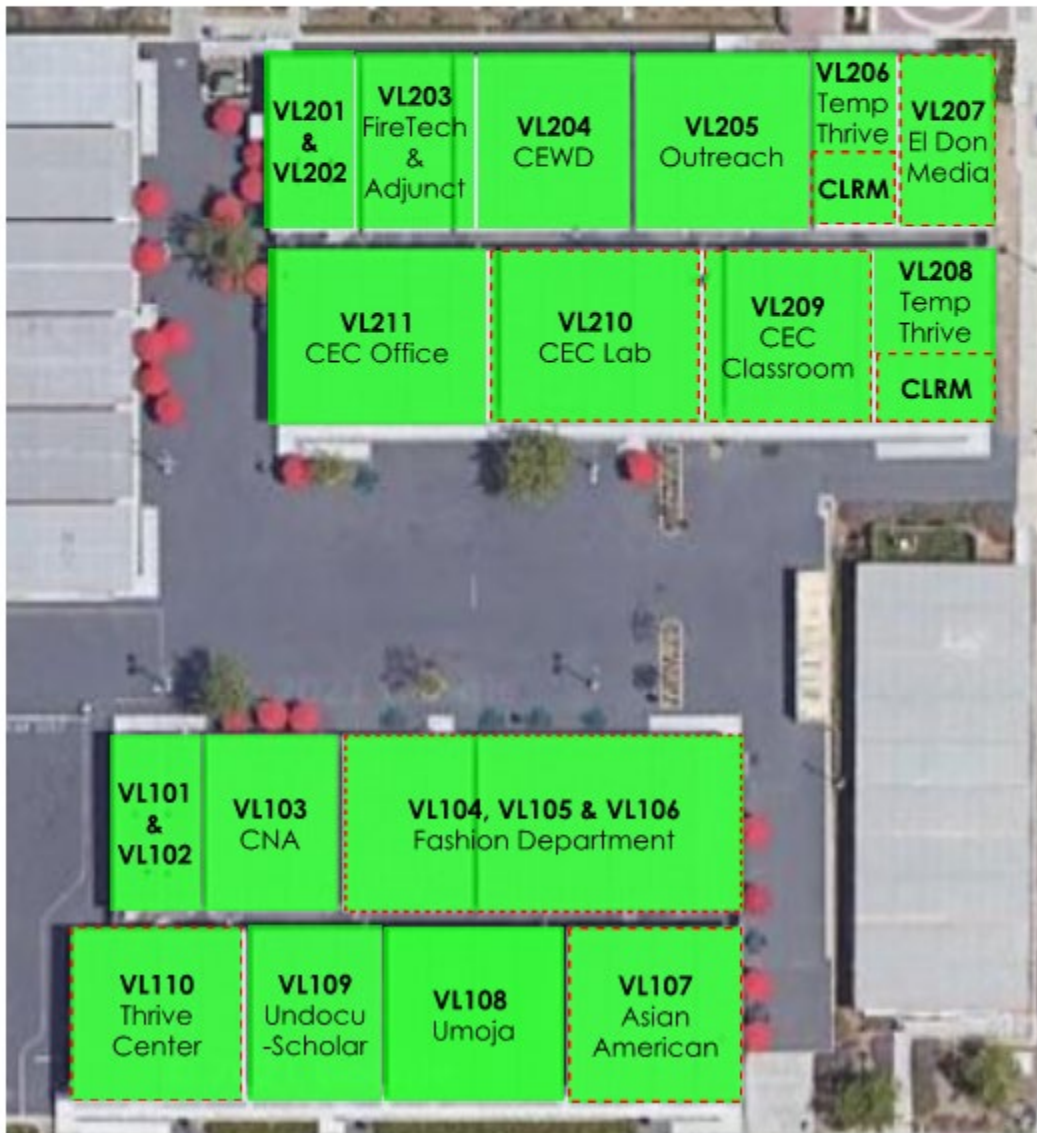 VL201
&
VL202
VL203
FireTech
&
Adjunct
VL204
CEWD
VL205
Outreach
VL206
Temp
Thrive
CLRM
VL207
El Don
Media
VL211
CEC Office
VL210
CEC Lab
VL209
CEC
Classroom
VL208
Temp
Thrive
CLRM
VL101
&
VL102
VL103
CNA
VL104, VL105 & VL106
Fashion Department
VL110
Thrive
Center
VL109
Undocu
-Scholar
VL108
Umoja
VL107
Asian
American